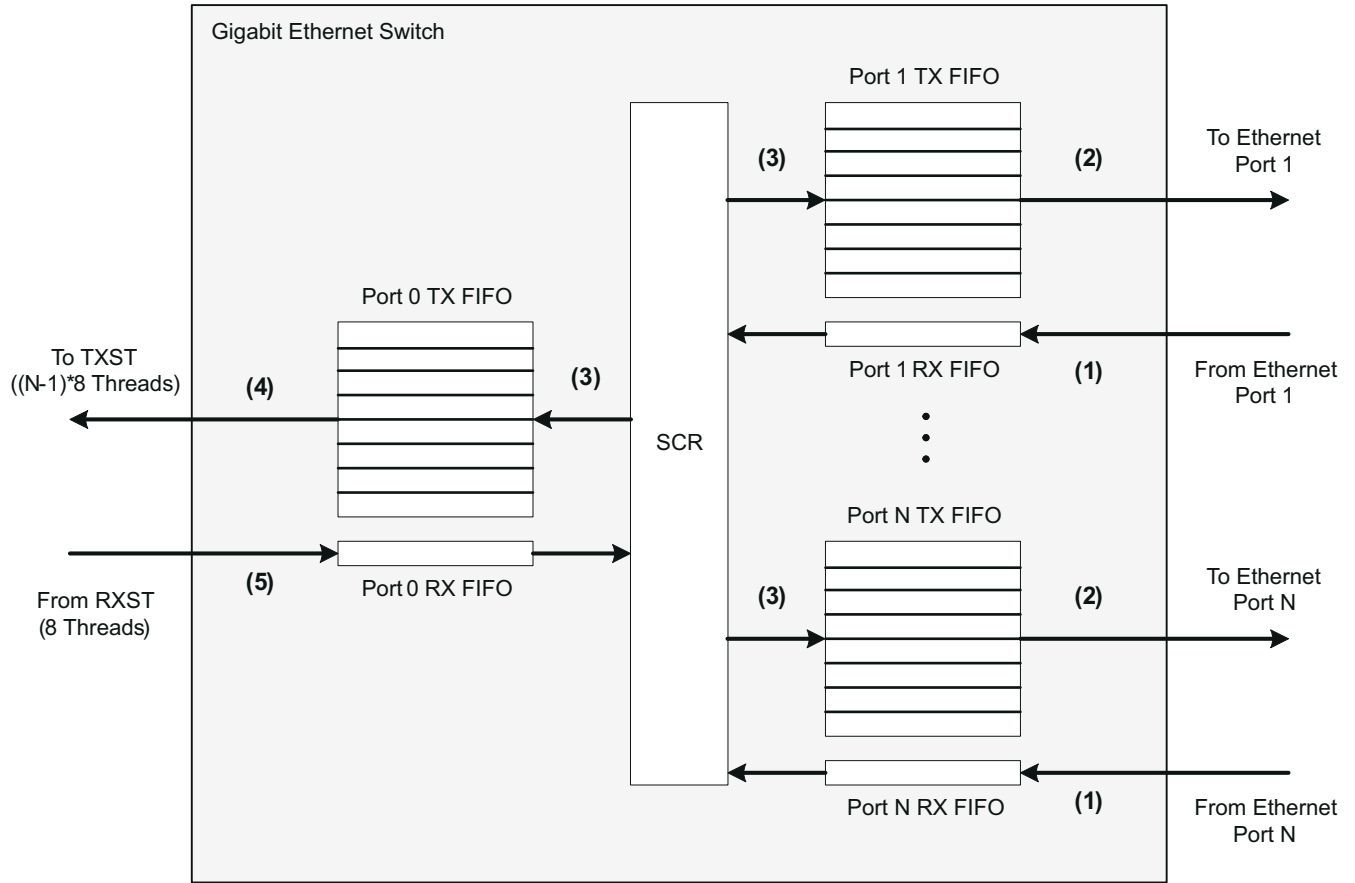 Gigabit Ethernet Switch
Port 1 TX FIFO
(3)
(2)
To Ethernet
Port 1
Port 0 TX FIFO
To TXST
((N-1)*8 Threads)
(4)
(3)
Port 1 RX FIFO
(1)
From Ethernet
Port 1
SCR
Port N TX FIFO
From RXST
(8 Threads)
(5)
Port 0 RX FIFO
(3)
(2)
To Ethernet
Port N
Port N RX FIFO
(1)
From Ethernet
Port N